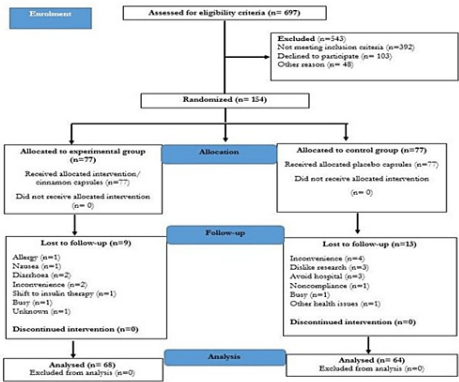 Enrolment
Assessed for eligibility criteria (n= 697)
Excluded (n=543)
Not meeting inclusion criteria (n=392)
Declined to participate (n= 103)
Other reason (n= 48)
Randomized (n= 154)
Allocated to experimental group
(n=77)
Received allocated intervention/
cinnamon capsules (n=77)
Did not receive allocated intervention
(n= 0)
Allocation
Allocated to control group (n=77)
Received allocated placebo capsules (n=77)
Did not receive allocated intervention
(n= 0)
Follow-up
Lost to follow-up (n=9)
Allergy (n=1)
Nausea (n=1)
Diarrhoea (n=2)
Inconvenience (n=2)
Shift to insulin therapy (n=1)
Busy (n=1)
Unknown (n=1)
Discontinued intervention (n=0)
Lost to follow-up (n=13)
Inconvenience (n=4)
Dislike research (n=3)
Avoid hospital (n=3)
Noncompliance (n=1)
Busy (n=1)
Other health issues (n=1)
Discontinued intervention (n=0)
Analysis
Analysed (n= 68)
Excluded from analysis (n=0)
Analysed (n= 64)
Excluded from analysis (n=0)